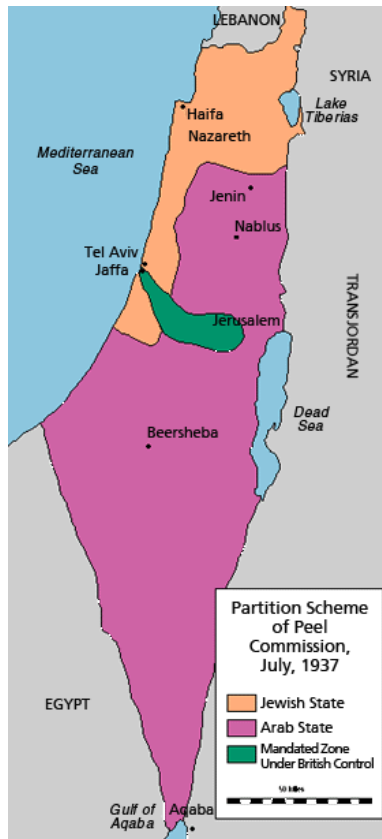 LEBANON
SYRIA
Haifa
Lake
Tiberias
Nazareth
Mediterranean
Sea
Jenin
Nablus
Tel Aviv
Jaffa
TRANSJORDAN
Jerusalem
Dead
Sea
Beersheba
Partition Scheme
of Peel
Commission,
July, 1937
Jewish State
EGYPT
Arab State
Mandated Zone
Under British Control
50 Miles
Gulf of
Aqaba
Aqaba